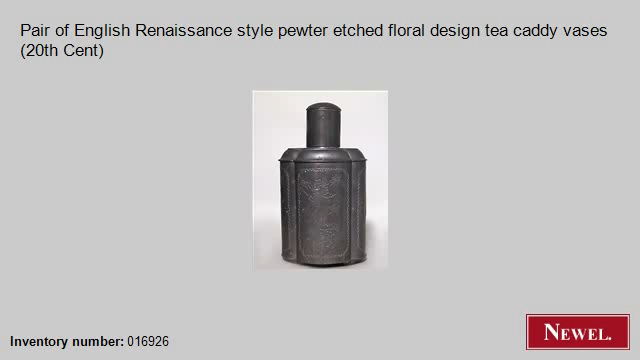 Pair of English Renaissance style pewter etched floral design tea caddy vases
(20th Cent)
Inventory number: 016926
NEWEL.